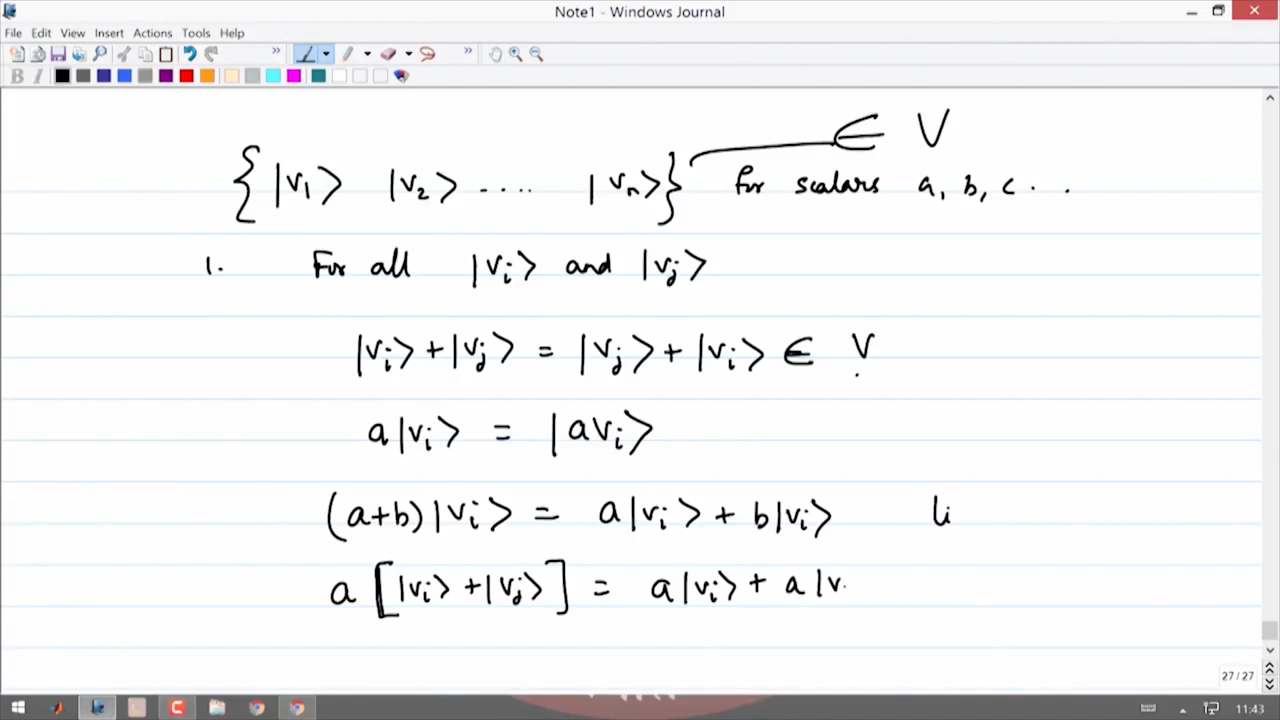 Note1 - Windows Journal
File Edit View Insert Actions Tools Help
∈ V
{|v₁⟩ |v₂⟩ .... |vₙ⟩} for scalars a, b, c . .
1. For all |vᵢ⟩ and |vⱼ⟩
|vᵢ⟩ + |vⱼ⟩ = |vⱼ⟩ + |vᵢ⟩ ∈ V
a|vᵢ⟩ = |avᵢ⟩
(a+b)|vᵢ⟩ = a|vᵢ⟩ + b|vᵢ⟩ li
a[|vᵢ⟩ + |vⱼ⟩] = a|vᵢ⟩ + a|v
27 / 27
11:43